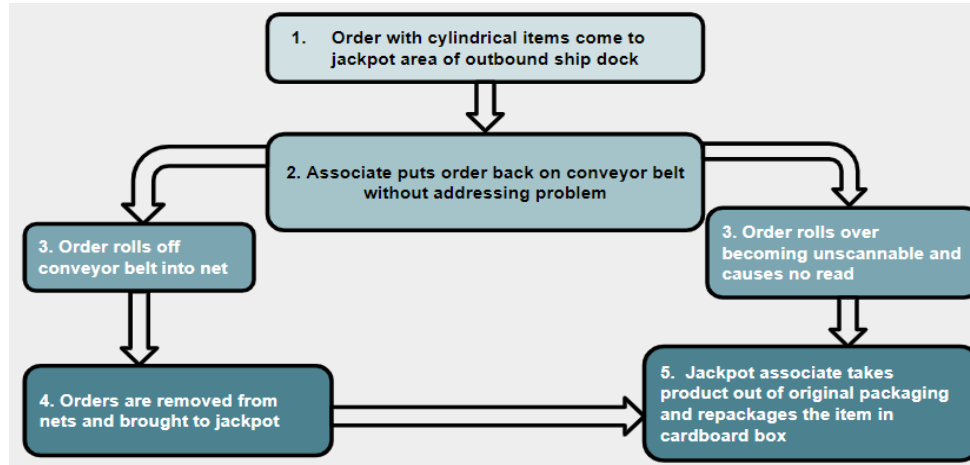 1. Order with cylindrical items come to
jackpot area of outbound ship dock
2. Associate puts order back on conveyor belt
without addressing problem
3. Order rolls off
conveyor belt into net
3. Order rolls over
becoming unscannable and
causes no read
4. Orders are removed from
nets and brought to jackpot
5. Jackpot associate takes
product out of original packaging
and repackages the item in
cardboard box